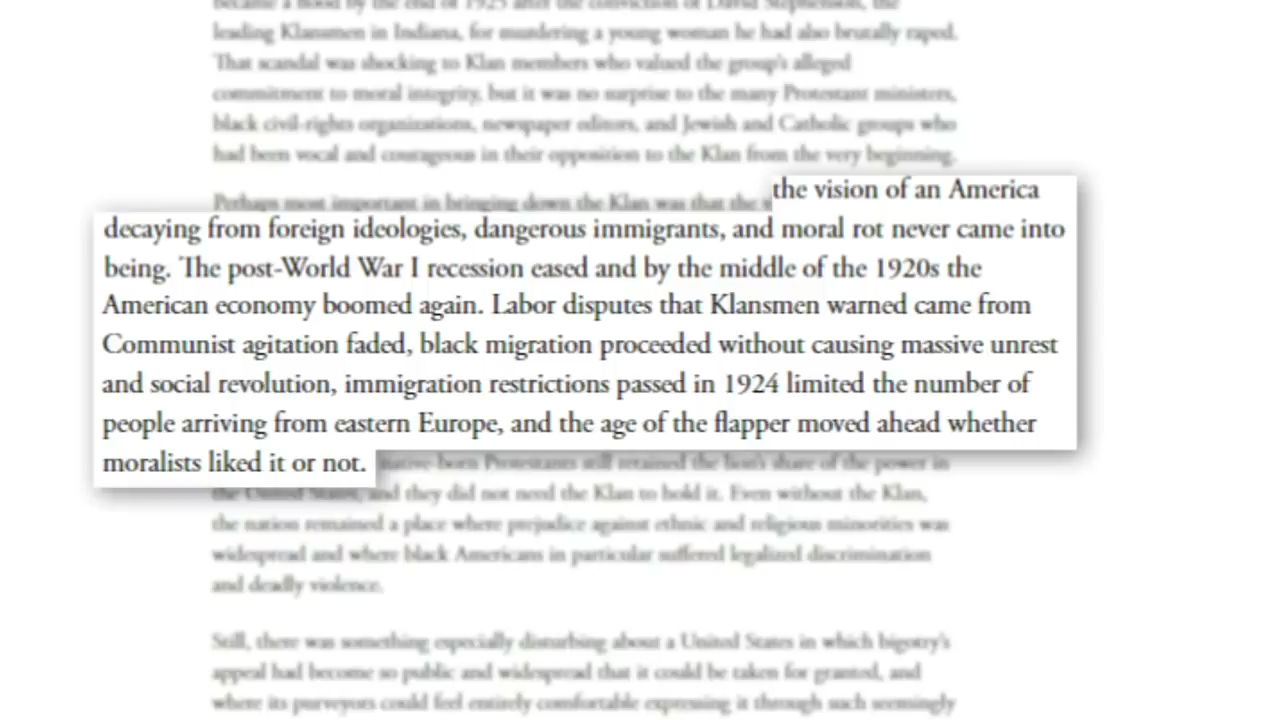 became a flood by the end of 1925 after the conviction of David Stephenson, the
leading Klansmen in Indiana, for murdering a young woman he had also brutally raped.
That scandal was shocking to Klan members who valued the group's alleged
commitment to moral integrity, but it was no surprise to the many Protestant ministers,
black civil-rights organizations, newspaper editors, and Jewish and Catholic groups who
had been vocal and courageous in their opposition to the Klan from the very beginning.
Perhaps most important in bringing down the Klan was that the the vision of an America
decaying from foreign ideologies, dangerous immigrants, and moral rot never came into
being. The post-World War I recession eased and by the middle of the 1920s the
American economy boomed again. Labor disputes that Klansmen warned came from
Communist agitation faded, black migration proceeded without causing massive unrest
and social revolution, immigration restrictions passed in 1924 limited the number of
people arriving from eastern Europe, and the age of the flapper moved ahead whether
moralists liked it or not. native-born Protestants still retained the lion's share of the power in
the United States, and they did not need the Klan to hold it. Even without the Klan,
the nation remained a place where prejudice against ethnic and religious minorities was
widespread and where black Americans in particular suffered legalized discrimination
and deadly violence.
Still, there was something especially disturbing about a United States in which bigotry's
appeal had become so public and widespread that it could be taken for granted, and
where its purveyors could feel entirely comfortable expressing it through such seemingly